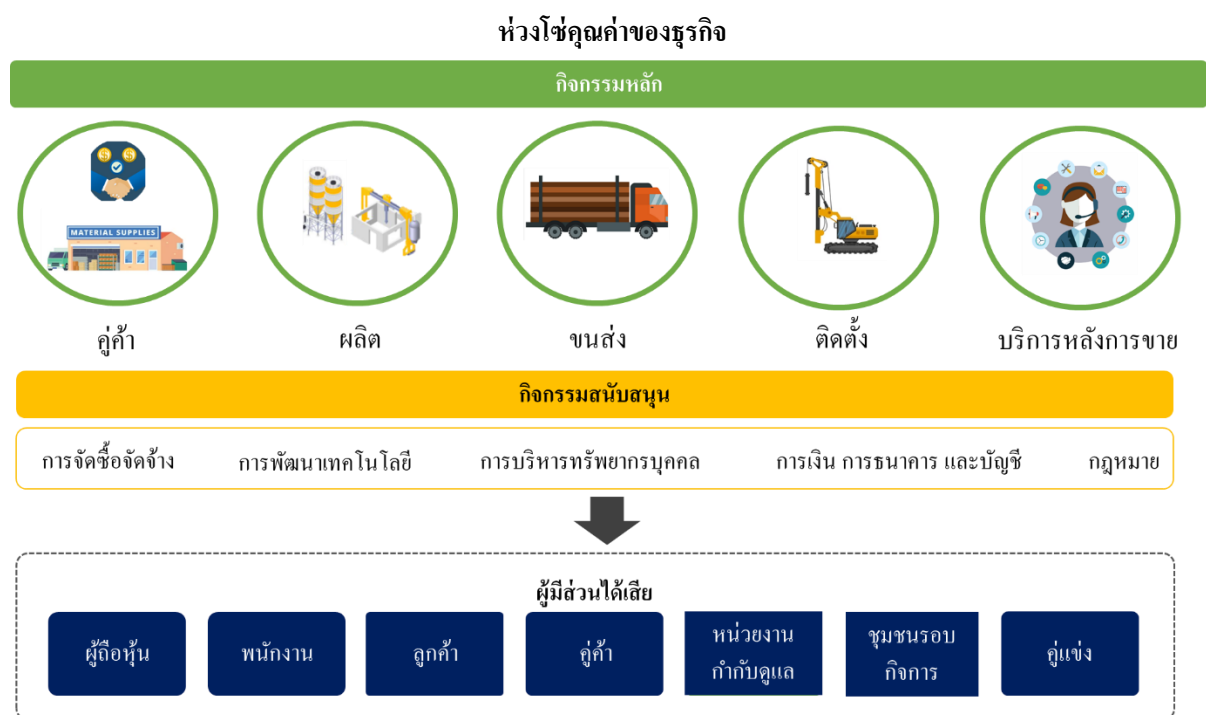 ห่วงโซ่คุณค่าของธุรกิจ
กิจกรรมหลัก
MATERIAL SUPPLIES
คู่ค้า
ผลิต
ขนส่ง
ติดตั้ง
บริการหลังการขาย
กิจกรรมสนับสนุน
การจัดซื้อจัดจ้าง
การพัฒนาเทคโนโลยี
การบริหารทรัพยากรบุคคล
การเงิน การธนาคาร และบัญชี
กฎหมาย
ผู้มีส่วนได้เสีย
ผู้ถือหุ้น
พนักงาน
ลูกค้า
คู่ค้า
หน่วยงาน
กำกับดูแล
ชุมชนรอบ
กิจการ
คู่แข่ง